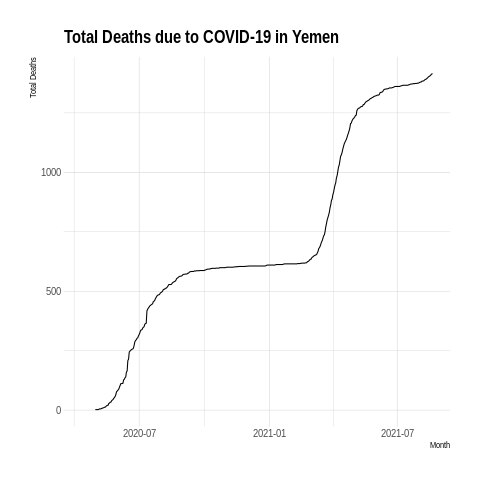 Total Deaths due to COVID-19 in Yemen
Total Deaths
1000
500
0
2020-07 2021-01 2021-07
Month